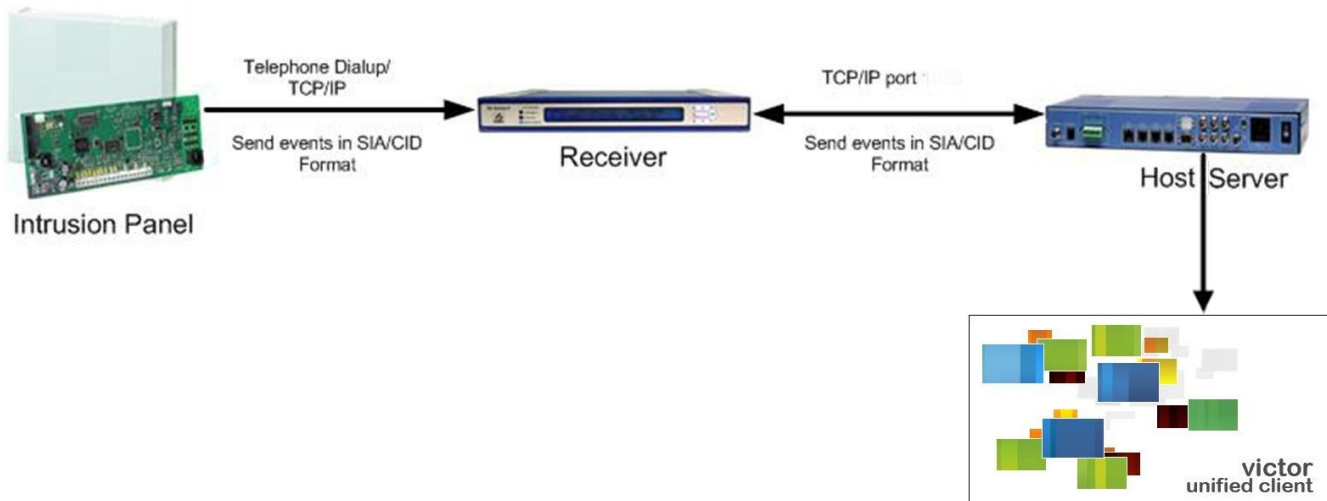 Telephone Dialup/
TCP/IP
Send events in SIA/CID
Format
TCP/IP port
Send events in SIA/CID
Format
Intrusion Panel
Receiver
Host Server
victor
unified client